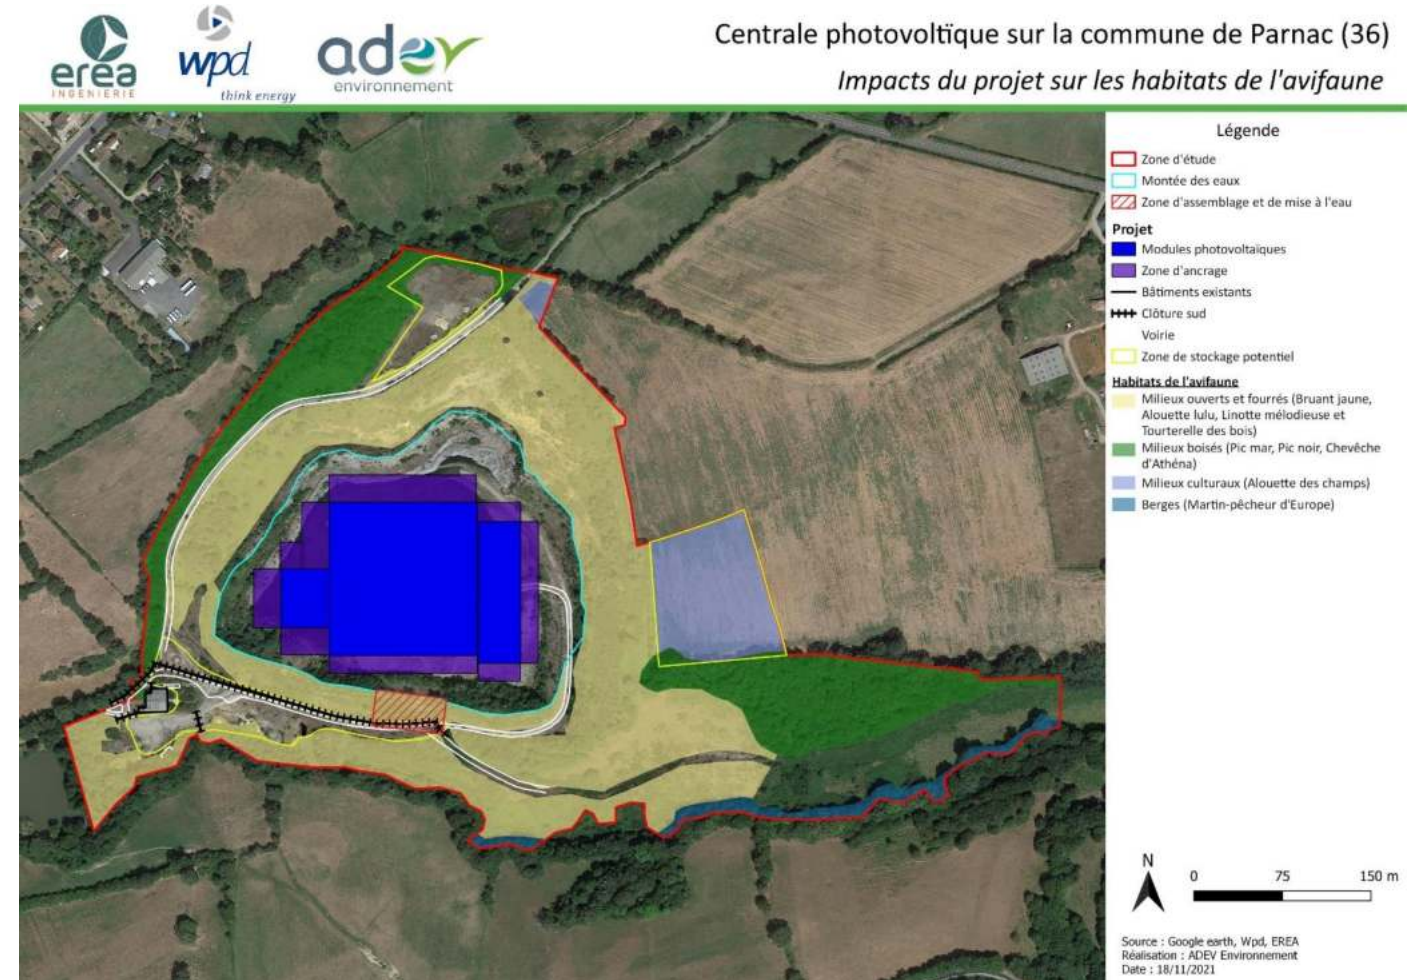 erea
INGENIERIE
wpd
think energy
adev
environnement
Centrale photovoltïque sur la commune de Parnac (36)
Impacts du projet sur les habitats de l'avifaune
Légende
Zone d'étude
Montée des eaux
Zone d'assemblage et de mise à l'eau
Projet
Modules photovoltaïques
Zone d'ancrage
Bâtiments existants
Clôture sud
Voirie
Zone de stockage potentiel
Habitats de l'avifaune
Milieux ouverts et fourrés (Bruant jaune,
Alouette lulu, Linotte mélodieuse et
Tourterelle des bois)
Milieux boisés (Pic mar, Pic noir, Chevêche
d'Athéna)
Milieux culturaux (Alouette des champs)
Berges (Martin-pêcheur d'Europe)
N
0 75 150 m
Source : Google earth, Wpd, EREA
Réalisation : ADEV Environnement
Date : 18/11/2021